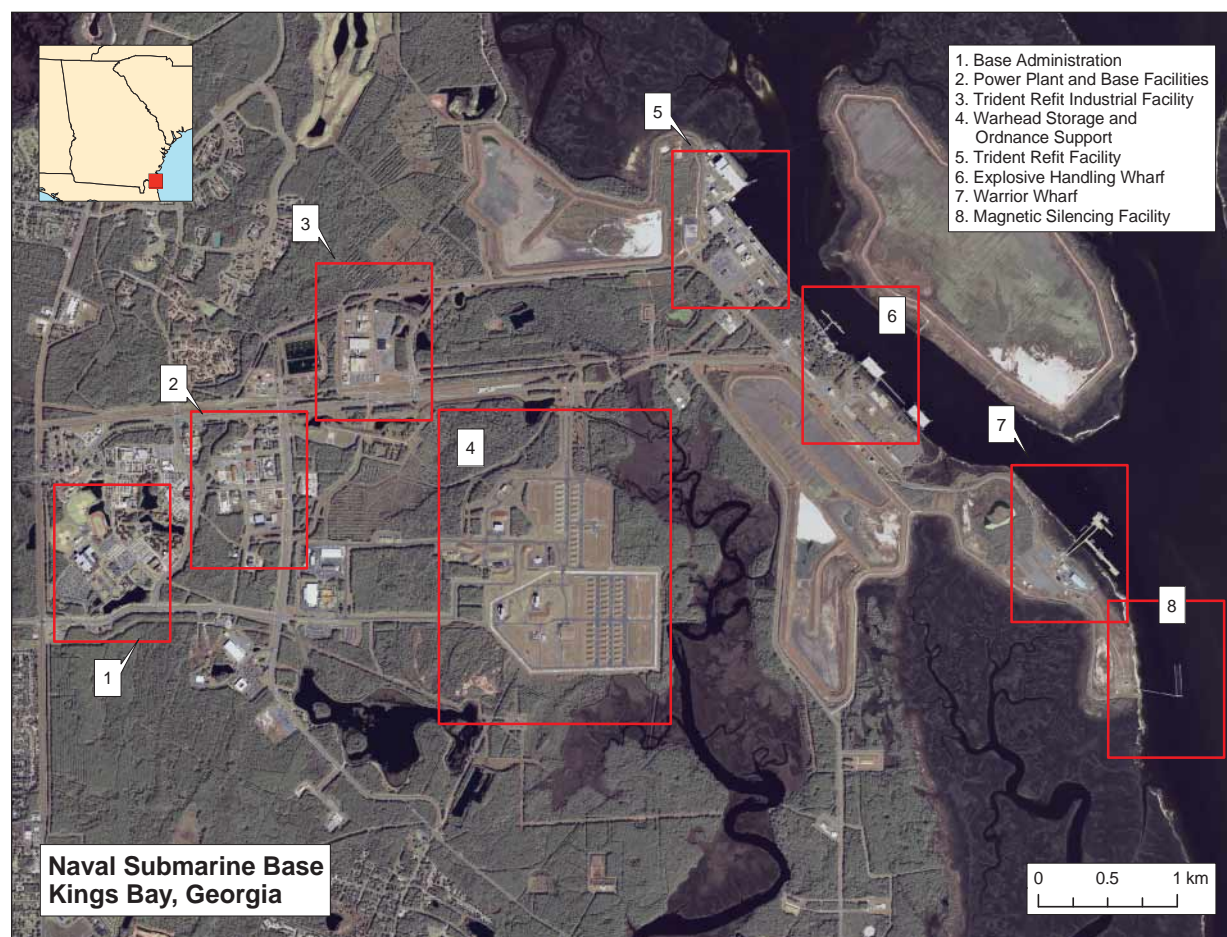 1. Base Administration
2. Power Plant and Base Facilities
3. Trident Refit Industrial Facility
4. Warhead Storage and
Ordnance Support
5. Trident Refit Facility
6. Explosive Handling Wharf
7. Warrior Wharf
8. Magnetic Silencing Facility
5
3
6
2
7
4
8
1
Naval Submarine Base
Kings Bay, Georgia
0 0.5 1 km